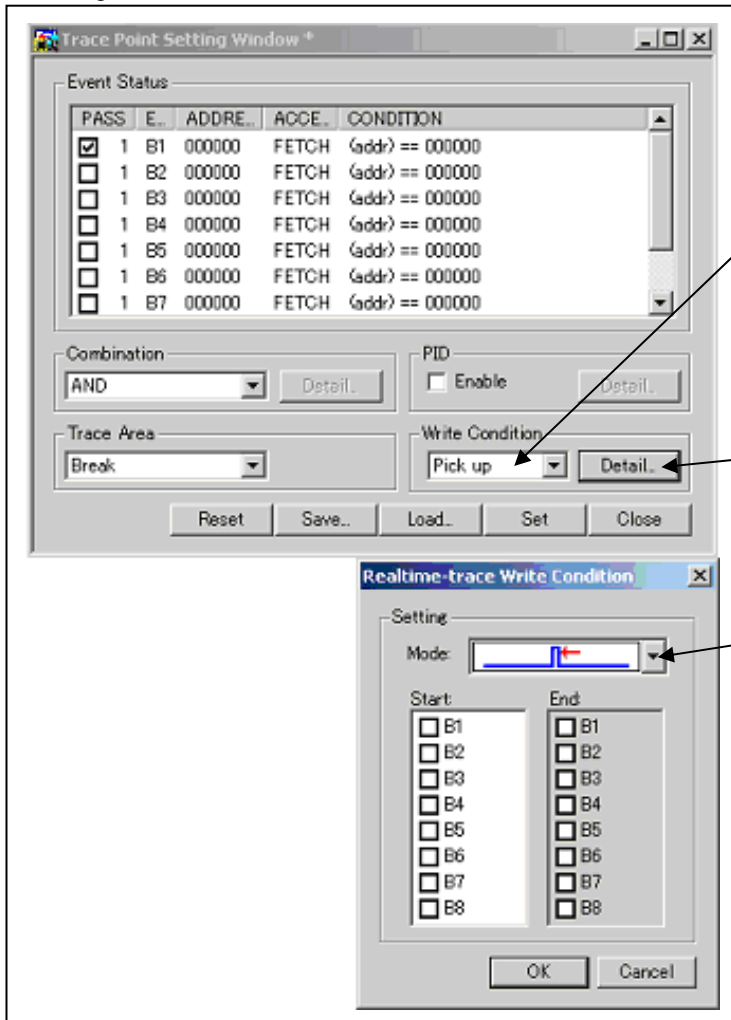 Trace Point Setting Window *
Event Status
PASS E.. ADDRE.. ACCE.. CONDITION
1 B1 000000 FETCH (addr) == 000000
1 B2 000000 FETCH (addr) == 000000
1 B3 000000 FETCH (addr) == 000000
1 B4 000000 FETCH (addr) == 000000
1 B5 000000 FETCH (addr) == 000000
1 B6 000000 FETCH (addr) == 000000
1 B7 000000 FETCH (addr) == 000000
Combination
AND Detail..
PID
Enable Detail..
Trace Area
Break
Write Condition
Pick up Detail..
Reset Save.. Load.. Set Close
Realtime-trace Write Condition
Setting
Mode:
Start: End:
B1 B1
B2 B2
B3 B3
B4 B4
B5 B5
B6 B6
B7 B7
B8 B8
OK Cancel